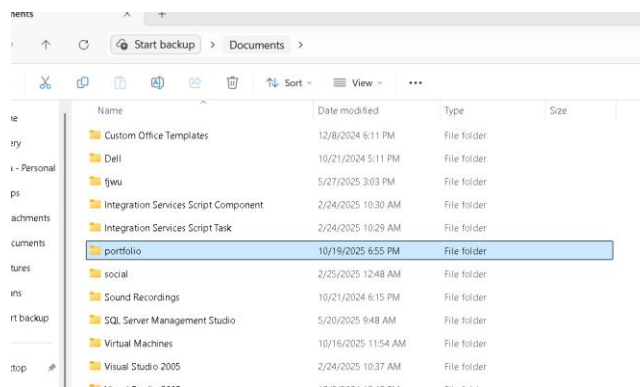 Start backup > Documents >
Sort View
Name Date modified Type Size
Custom Office Templates 12/8/2024 6:11 PM File folder
Dell 10/21/2024 5:11 PM File folder
fjwu 5/27/2025 3:03 PM File folder
- Personal
Integration Services Script Component 2/24/2025 10:30 AM File folder
Integration Services Script Task 2/24/2025 10:29 AM File folder
portfolio 10/19/2025 6:55 PM File folder
social 2/25/2025 12:48 AM File folder
Sound Recordings 10/21/2024 6:15 PM File folder
rt backup
SQL Server Management Studio 5/20/2025 9:48 AM File folder
Virtual Machines 10/16/2025 11:54 AM File folder
Visual Studio 2005 2/24/2025 10:37 AM File folder